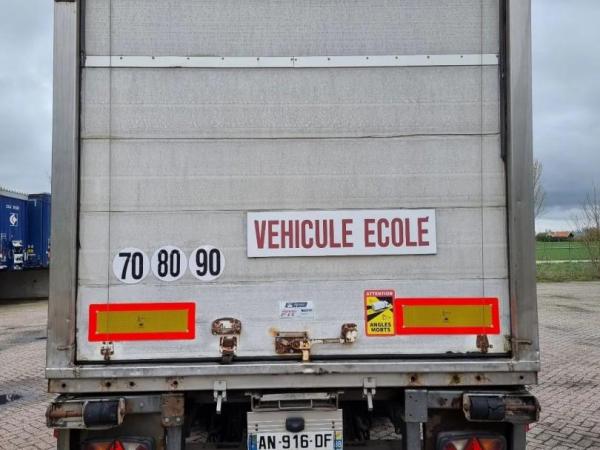 VEHICULE ECOLE
70 80 90
ATTENTION
ANGLES
MORTS
AN-916-DF